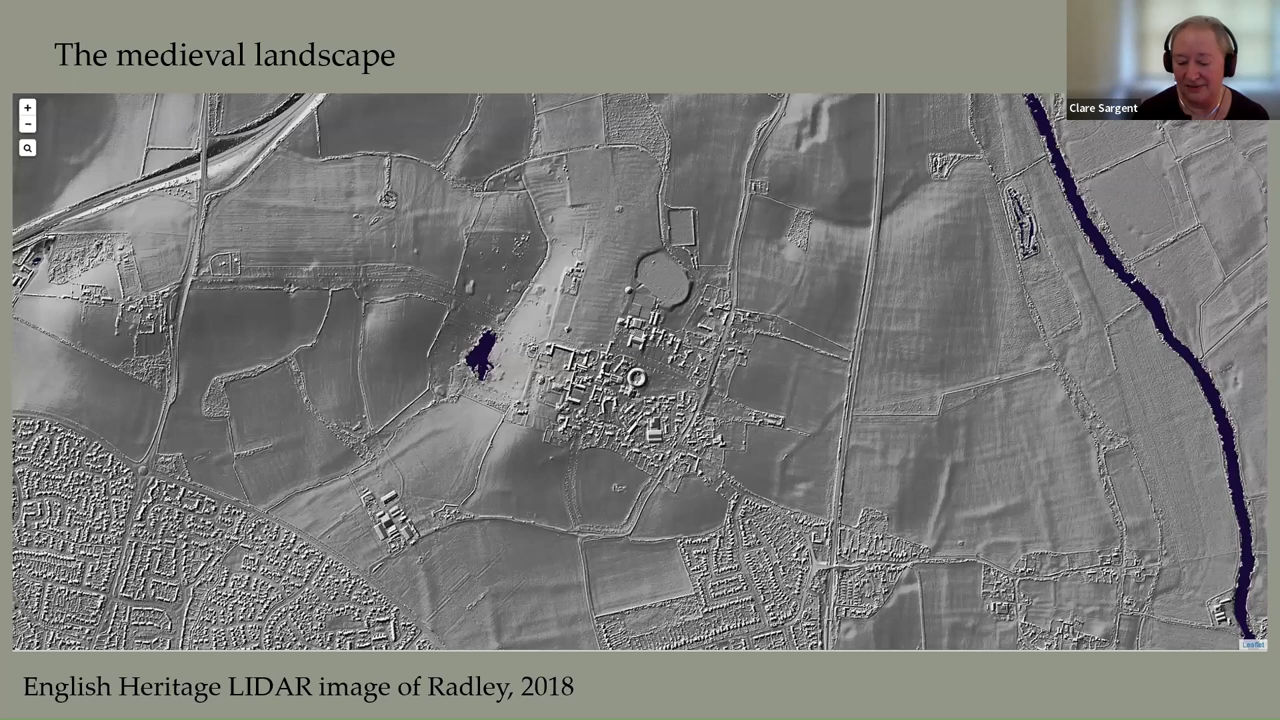 The medieval landscape
Clare Sargent
+
-
Leaflet
English Heritage LIDAR image of Radley, 2018